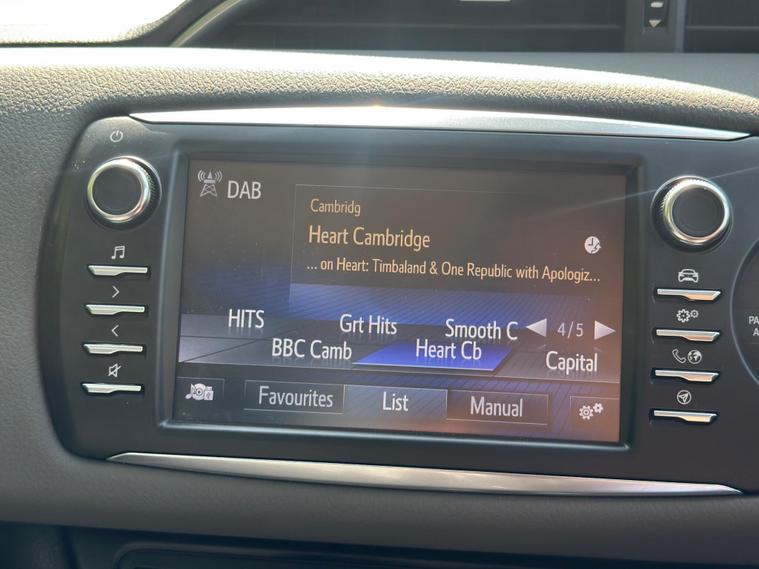 DAB
Cambridg
Heart Cambridge
... on Heart: Timbaland & One Republic with Apologiz...
HITS
Grt Hits
Smooth C
4/5
BBC Camb
Heart Cb
Capital
Favourites
List
Manual
PA
A